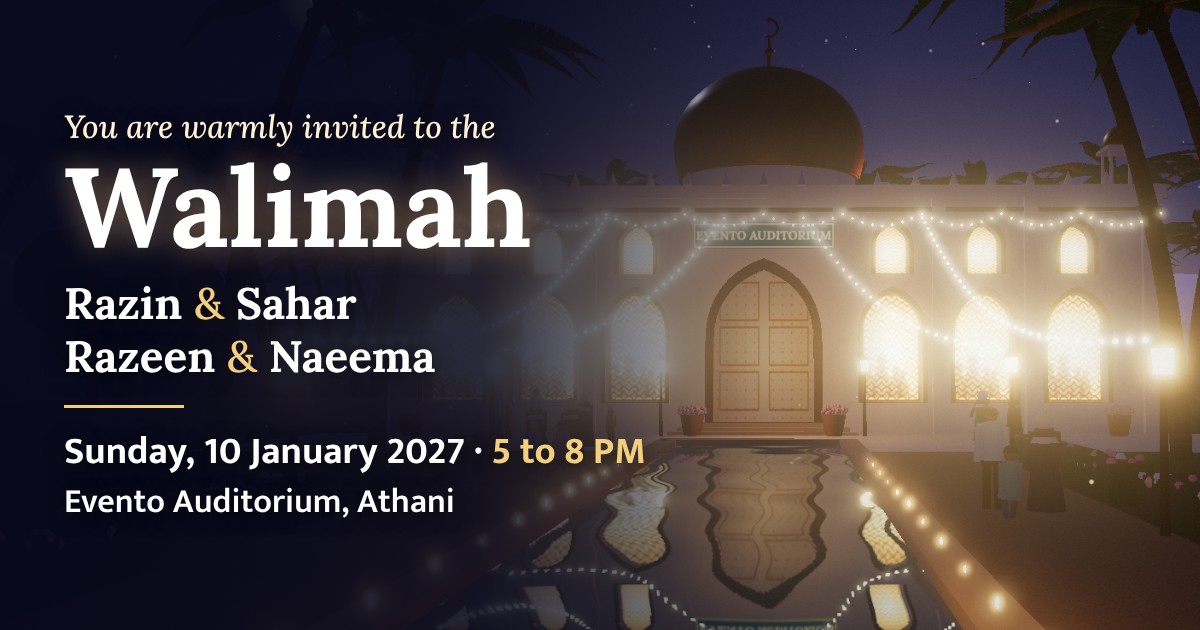 You are warmly invited to the
Walimah
Razin & Sahar
Razeen & Naeema
Sunday, 10 January 2027 · 5 to 8 PM
Evento Auditorium, Athani
EVENTO AUDITORIUM